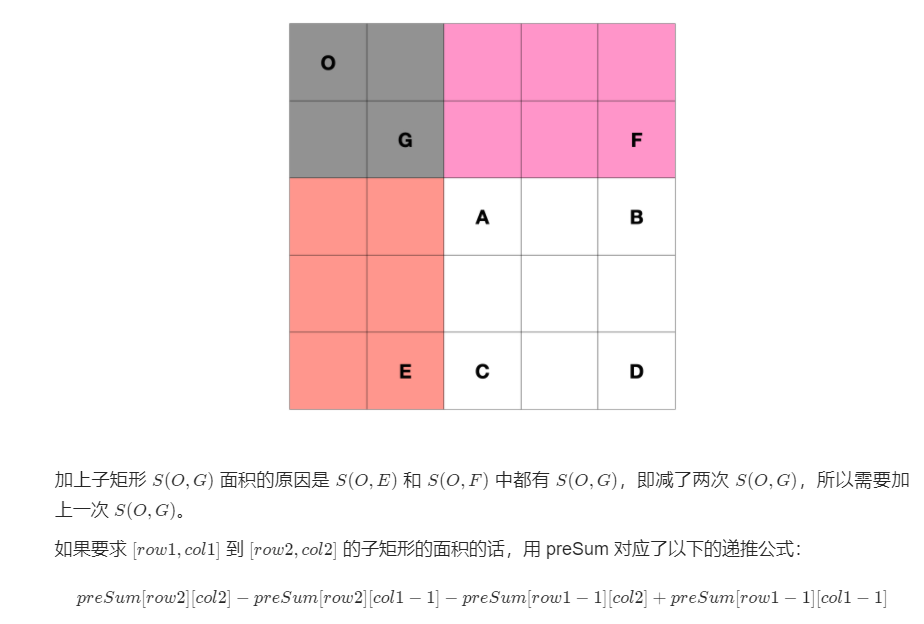 O
G F
A B
E C D
加上子矩形 S(O, G) 面积的原因是 S(O, E) 和 S(O, F) 中都有 S(O, G)，即减了两次 S(O, G)，所以需要加
上一次 S(O, G)。
如果要求 [row1, col1] 到 [row2, col2] 的子矩形的面积的话，用 preSum 对应了以下的递推公式：
preSum[row2][col2] − preSum[row2][col1 − 1] − preSum[row1 − 1][col2] + preSum[row1 − 1][col1 − 1]